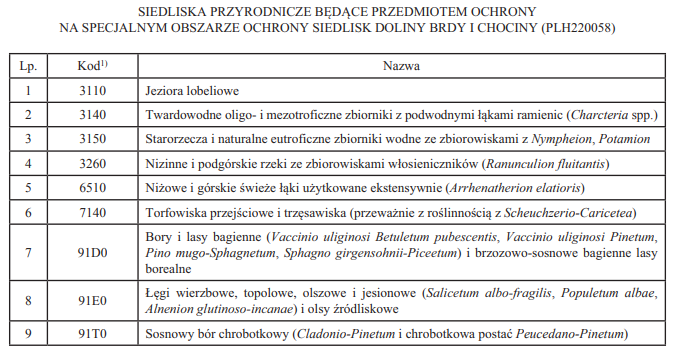 SIEDLISKA PRZYRODNICZE BĘDĄCE PRZEDMIOTEM OCHRONY
NA SPECJALNYM OBSZARZE OCHRONY SIEDLISK DOLINY BRDY I CHOCINY (PLH220058)
Lp. Kod1) Nazwa
1 3110 Jeziora lobeliowe
2 3140 Twardowodne oligo- i mezotroficzne zbiorniki z podwodnymi łąkami ramienic (Charcteria spp.)
3 3150 Starorzecza i naturalne eutroficzne zbiorniki wodne ze zbiorowiskami z Nympheion, Potamion
4 3260 Nizinne i podgórskie rzeki ze zbiorowiskami włosieniczników (Ranunculion fluitantis)
5 6510 Niżowe i górskie świeże łąki użytkowane ekstensywnie (Arrhenatherion elatioris)
6 7140 Torfowiska przejściowe i trzęsawiska (przeważnie z roślinnością z Scheuchzerio-Caricetea)
7 91D0 Bory i lasy bagienne (Vaccinio uliginosi Betuletum pubescentis, Vaccinio uliginosi Pinetum,
Pino mugo-Sphagnetum, Sphagno girgensohnii-Piceetum) i brzozowo-sosnowe bagienne lasy
borealne
8 91E0 Łęgi wierzbowe, topolowe, olszowe i jesionowe (Salicetum albo-fragilis, Populetum albae,
Alnenion glutinoso-incanae) i olsy źródliskowe
9 91T0 Sosnowy bór chrobotkowy (Cladonio-Pinetum i chrobotkowa postać Peucedano-Pinetum)